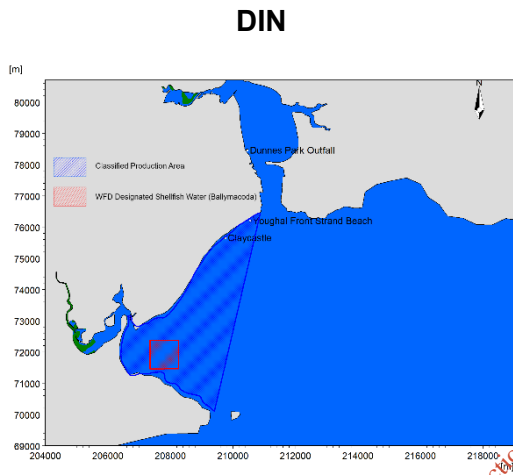 DIN
[m]
N
80000
79000
Dunnes Park Outfall
78000
Classified Production Area
77000
WFD Designated Shellfish Water (Ballymacoda)
76000
Youghal Front Strand Beach
Claycastle
75000
74000
73000
72000
71000
70000
69000
204000 206000 208000 210000 212000 214000 216000 218000 [m]